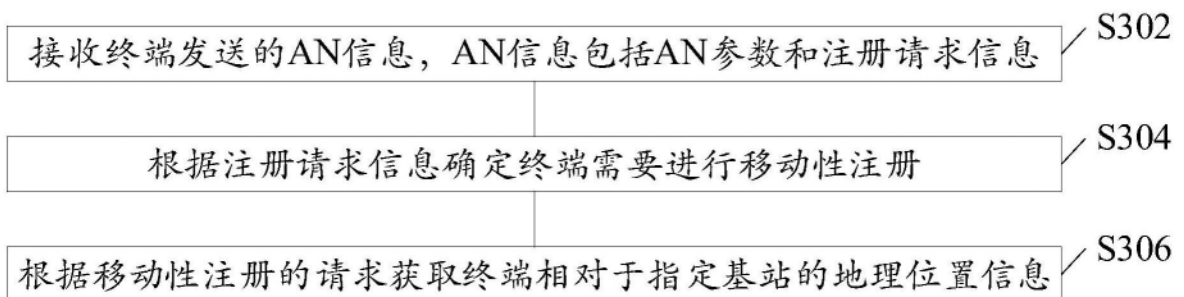 S302
接收终端发送的AN信息，AN信息包括AN参数和注册请求信息
S304
根据注册请求信息确定终端需要进行移动性注册
S306
根据移动性注册的请求获取终端相对于指定基站的地理位置信息